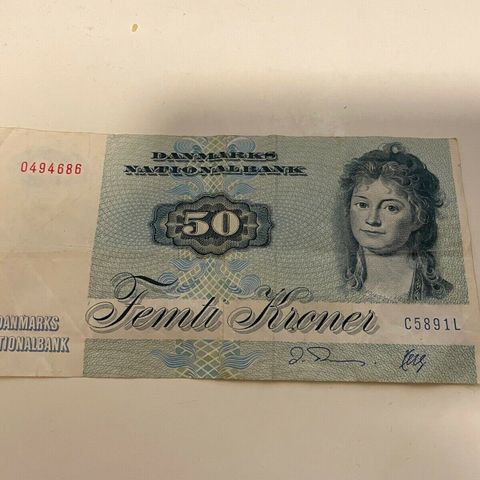 0494686
DANMARKS
NATIONALBANK
50
Femti Kroner
C5891L
DANMARKS
NATIONALBANK